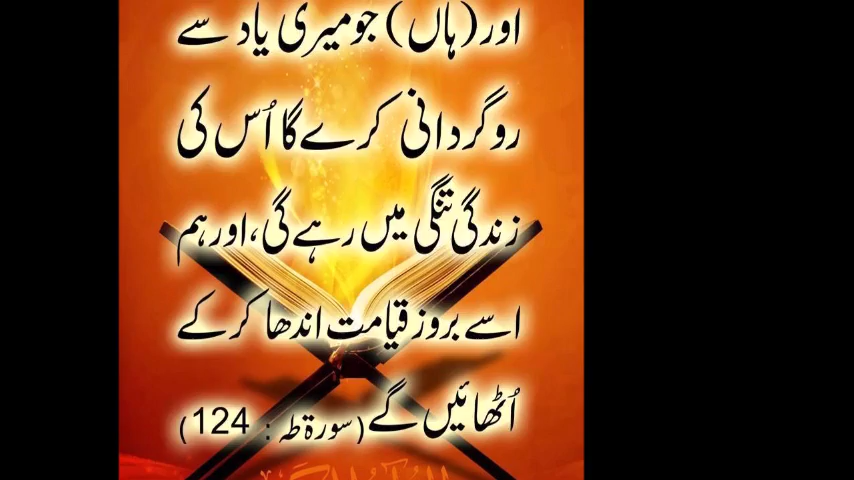 اور (ہاں) جو میری یاد سے
روگردانی کرے گا اُس کی
زندگی تنگی میں رہے گی، اور ہم
اسے بروز قیامت اندھا کر کے
اُٹھائیں گے (سورۃ طہٰ : 124)